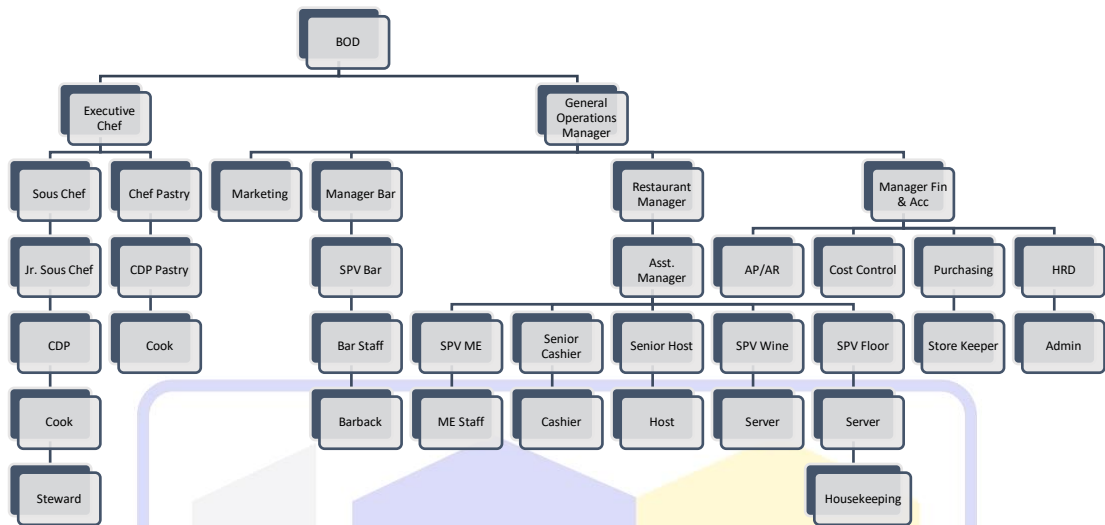 BOD
Executive
Chef
General
Operations
Manager
Sous Chef
Chef Pastry
Marketing
Manager Bar
Restaurant
Manager
Manager Fin
& Acc
Jr. Sous Chef
CDP Pastry
SPV Bar
Asst.
Manager
AP/AR
Cost Control
Purchasing
HRD
CDP
Cook
Bar Staff
SPV ME
Senior
Cashier
Senior Host
SPV Wine
SPV Floor
Store Keeper
Admin
Cook
Barback
ME Staff
Cashier
Host
Server
Server
Steward
Housekeeping